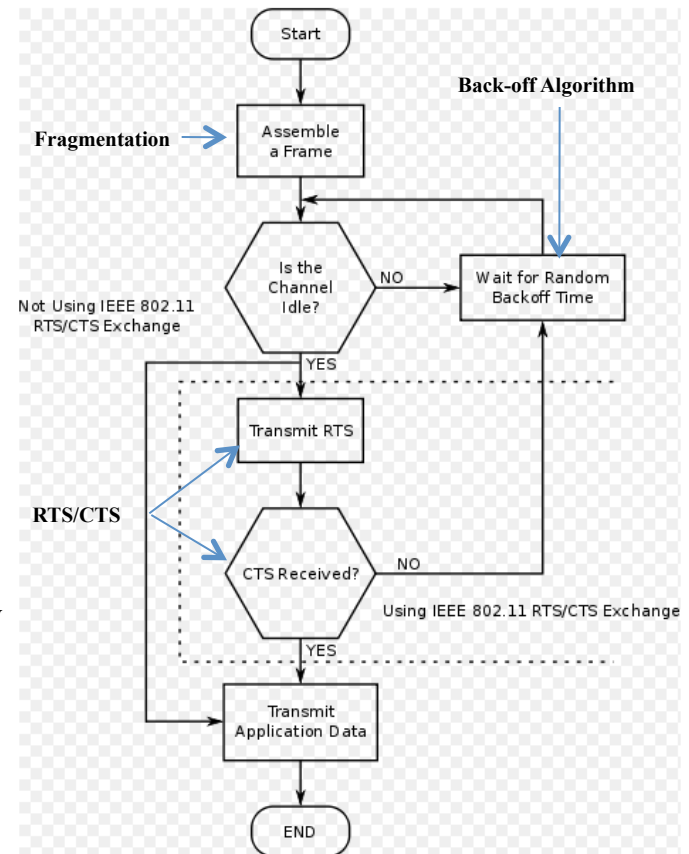 Start
Back-off Algorithm
Fragmentation
Assemble
a Frame
Is the
Channel
Idle?
NO
Wait for Random
Backoff Time
Not Using IEEE 802.11
RTS/CTS Exchange
YES
Transmit RTS
RTS/CTS
CTS Received?
NO
Using IEEE 802.11 RTS/CTS Exchange
YES
Transmit
Application Data
END